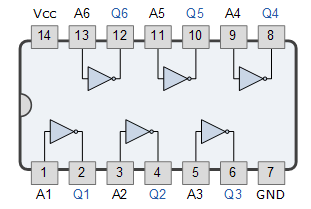 Vcc A6 Q6 A5 Q5 A4 Q4
14 13 12 11 10 9 8
1 2 3 4 5 6 7
A1 Q1 A2 Q2 A3 Q3 GND